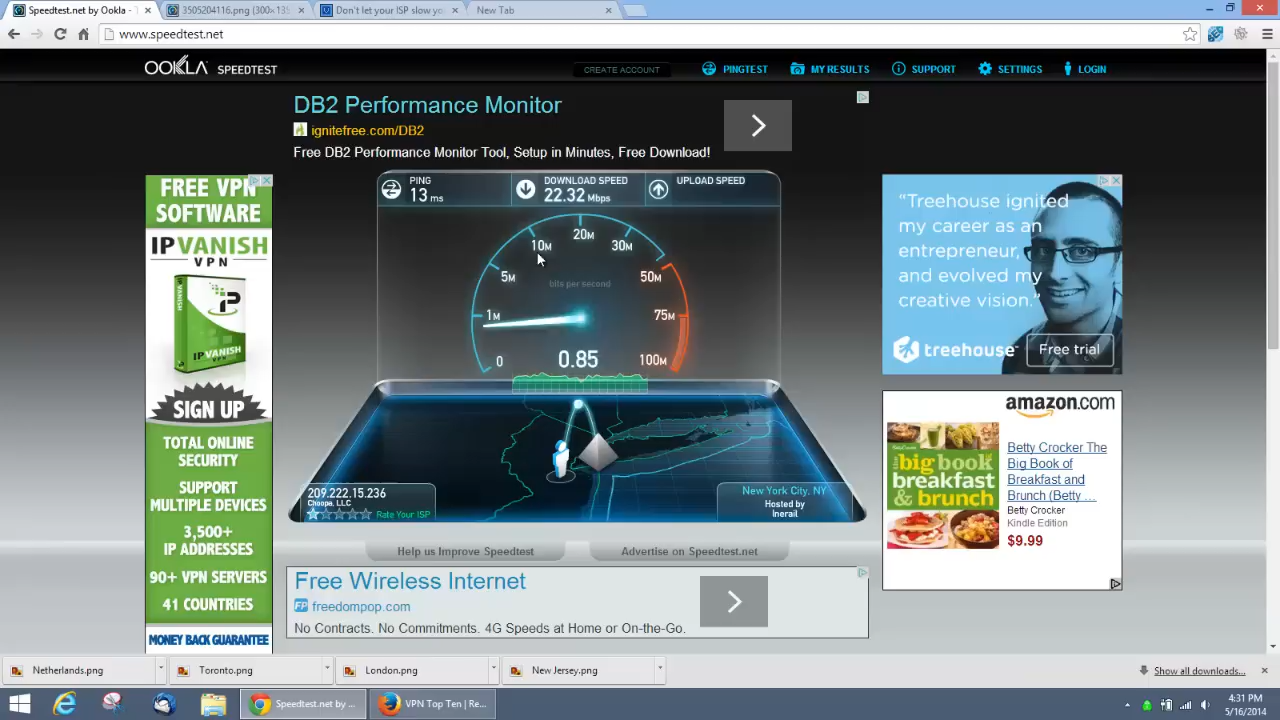 Speedtest.net by Ookla -
3505204116.png (300×13
Don't let your ISP slow yo
New Tab
www.speedtest.net
OOKLA SPEEDTEST
CREATE ACCOUNT
PINGTEST
MY RESULTS
SUPPORT
SETTINGS
LOGIN
DB2 Performance Monitor
ignitefree.com/DB2
Free DB2 Performance Monitor Tool, Setup in Minutes, Free Download!
FREE VPN
SOFTWARE
IPVANISH
VPN
IPVANISH
VPN
SIGN UP
TOTAL ONLINE
SECURITY
SUPPORT
MULTIPLE DEVICES
3,500+
IP ADDRESSES
90+ VPN SERVERS
41 COUNTRIES
MONEY BACK GUARANTEE
PING
13 ms
DOWNLOAD SPEED
22.32 Mbps
UPLOAD SPEED
0
1M
5M
10M
20M
30M
50M
75M
100M
bits per second
0.85
209.222.15.236
Choopa, LLC
Rate Your ISP
New York City, NY
Hosted by
Inerail
Help us Improve Speedtest
Advertise on Speedtest.net
Free Wireless Internet
FP freedompop.com
No Contracts. No Commitments. 4G Speeds at Home or On-the-Go.
“Treehouse ignited
my career as an
entrepreneur,
and evolved my
creative vision.”
treehouse™
Free trial
amazon.com
the big book of
breakfast
& brunch
Betty Crocker The
Big Book of
Breakfast and
Brunch (Betty ...
Betty Crocker
Kindle Edition
$9.99
Netherlands.png
Toronto.png
London.png
New Jersey.png
Show all downloads...
Speedtest.net by ...
VPN Top Ten | Re...
4:31 PM
5/16/2014